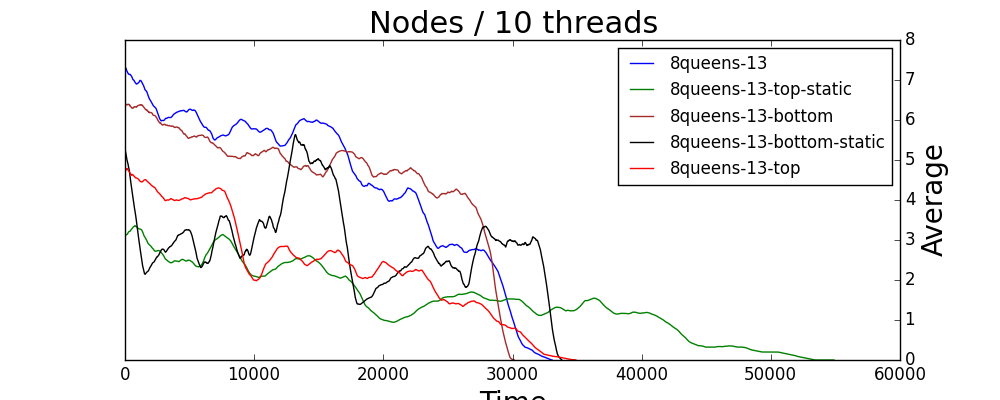 Nodes / 10 threads
8queens-13
8queens-13-top-static
8queens-13-bottom
8queens-13-bottom-static
8queens-13-top
8
7
6
5
4
3
2
1
0
Average
0 10000 20000 30000 40000 50000 60000
Time